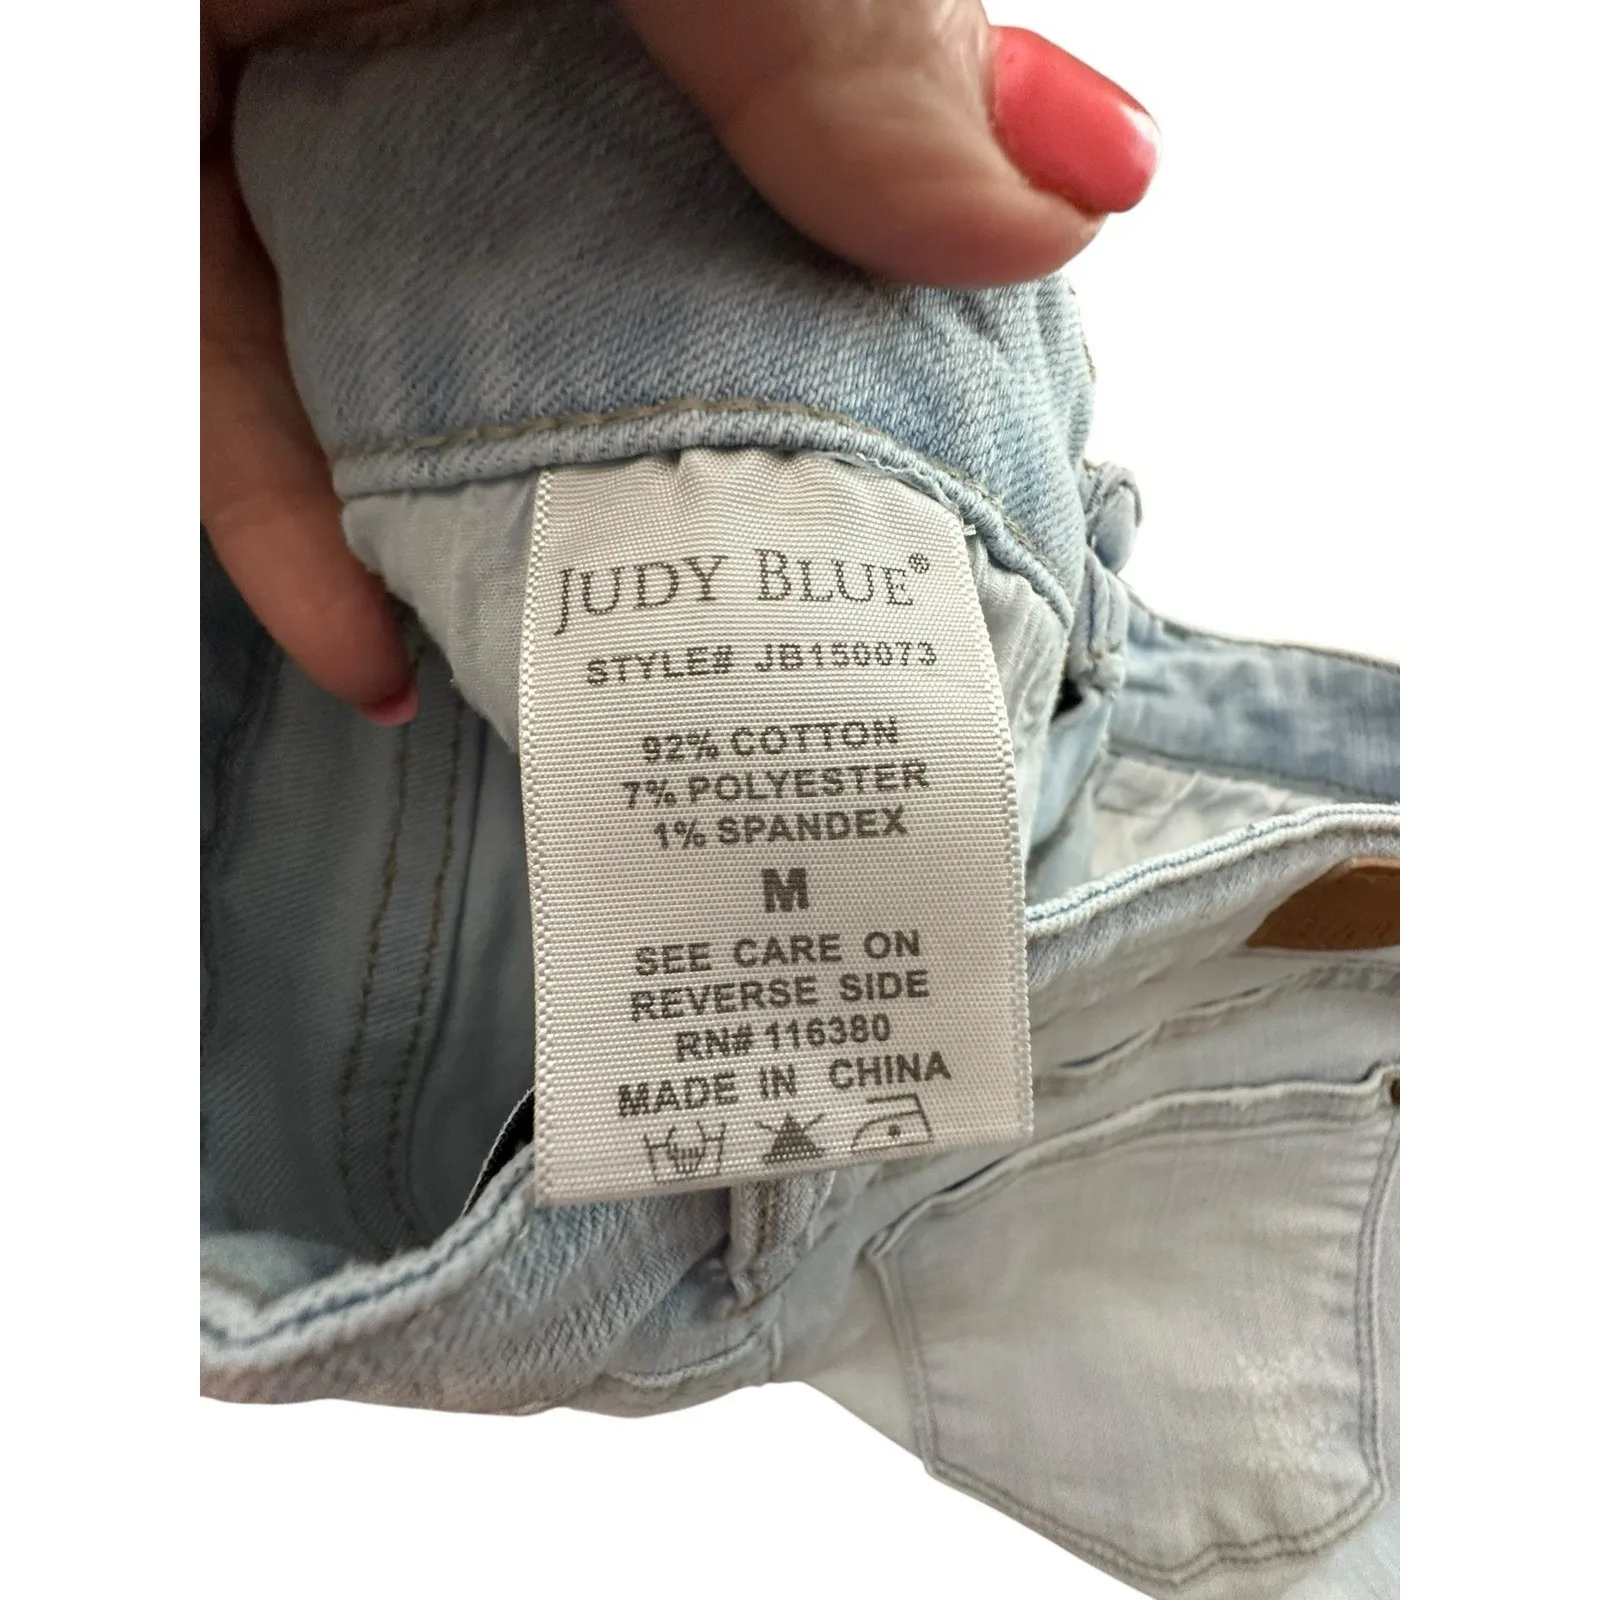 JUDY BLUE®
STYLE# JB150073
92% COTTON
7% POLYESTER
1% SPANDEX
M
SEE CARE ON
REVERSE SIDE
RN# 116380
MADE IN CHINA